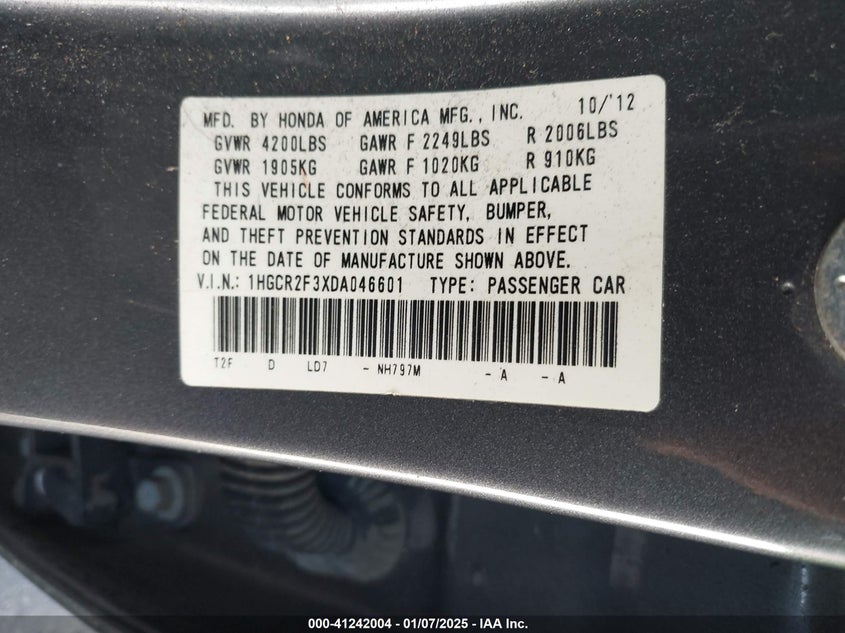 MFD. BY HONDA OF AMERICA MFG., INC. 10/'12
GVWR 4200LBS GAWR F 2249LBS R 2006LBS
GVWR 1905KG GAWR F 1020KG R 910KG
THIS VEHICLE CONFORMS TO ALL APPLICABLE
FEDERAL MOTOR VEHICLE SAFETY, BUMPER,
AND THEFT PREVENTION STANDARDS IN EFFECT
ON THE DATE OF MANUFACTURE SHOWN ABOVE.
V.I.N.: 1HGCR2F3XDA046601 TYPE: PASSENGER CAR
T2F D LD7 - NH797M - A - A
000-41242004 — 01/07/2025 — IAA Inc.